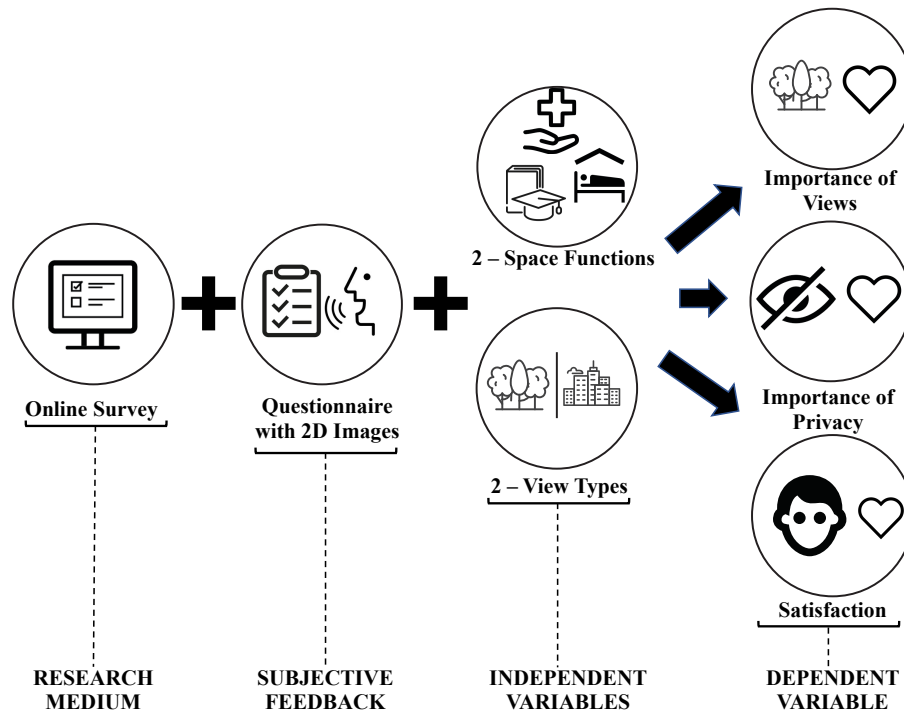 Online Survey
Questionnaire
with 2D Images
2 – Space Functions
2 – View Types
Importance of
Views
Importance of
Privacy
Satisfaction
RESEARCH
MEDIUM
SUBJECTIVE
FEEDBACK
INDEPENDENT
VARIABLES
DEPENDENT
VARIABLE